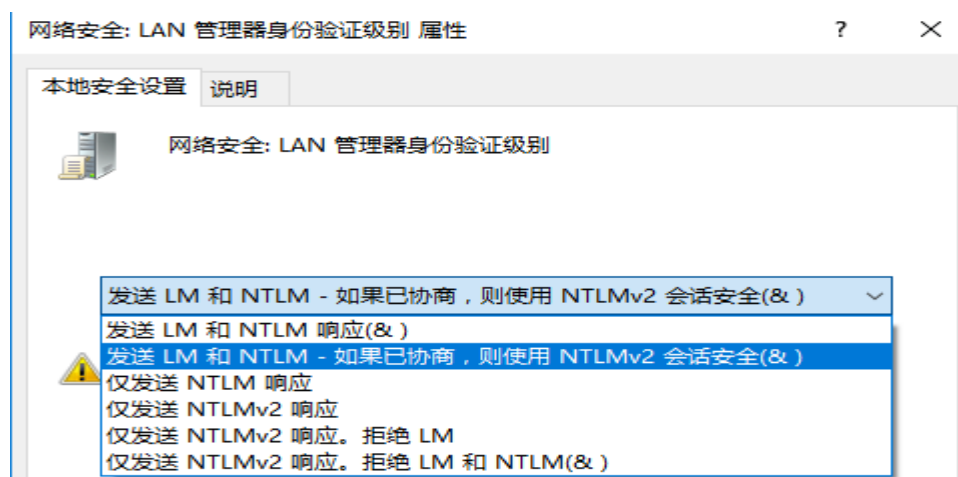 网络安全: LAN 管理器身份验证级别 属性 ? ×
本地安全设置 说明
网络安全: LAN 管理器身份验证级别
发送 LM 和 NTLM - 如果已协商，则使用 NTLMv2 会话安全(& )
发送 LM 和 NTLM 响应(& )
发送 LM 和 NTLM - 如果已协商，则使用 NTLMv2 会话安全(& )
仅发送 NTLM 响应
仅发送 NTLMv2 响应
仅发送 NTLMv2 响应。拒绝 LM
仅发送 NTLMv2 响应。拒绝 LM 和 NTLM(& )